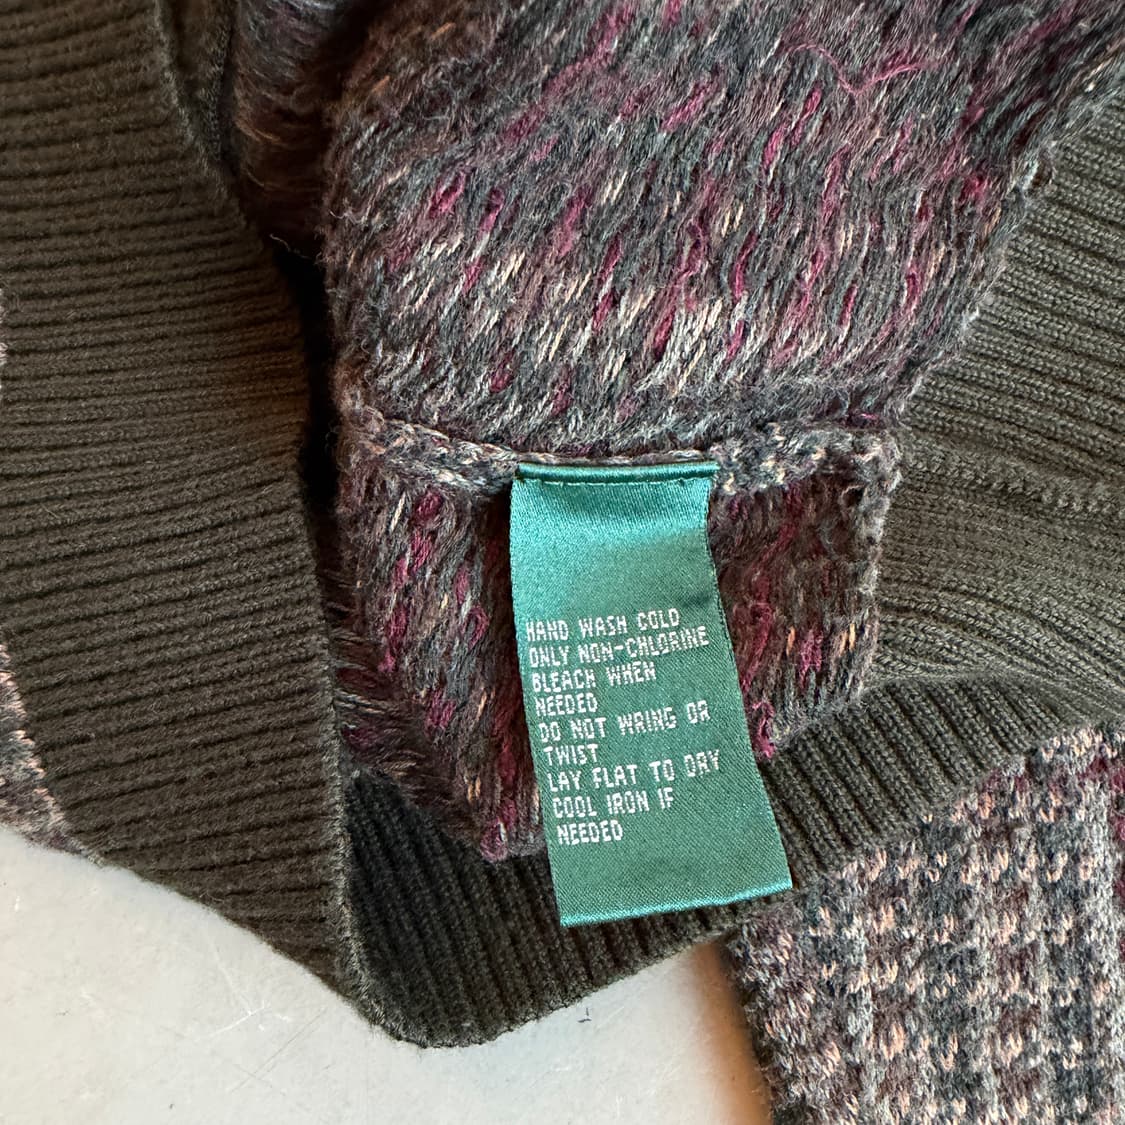 HAND WASH COLD
ONLY NON-CHLORINE
BLEACH WHEN
NEEDED
DO NOT WRING OR
TWIST
LAY FLAT TO DRY
COOL IRON IF
NEEDED